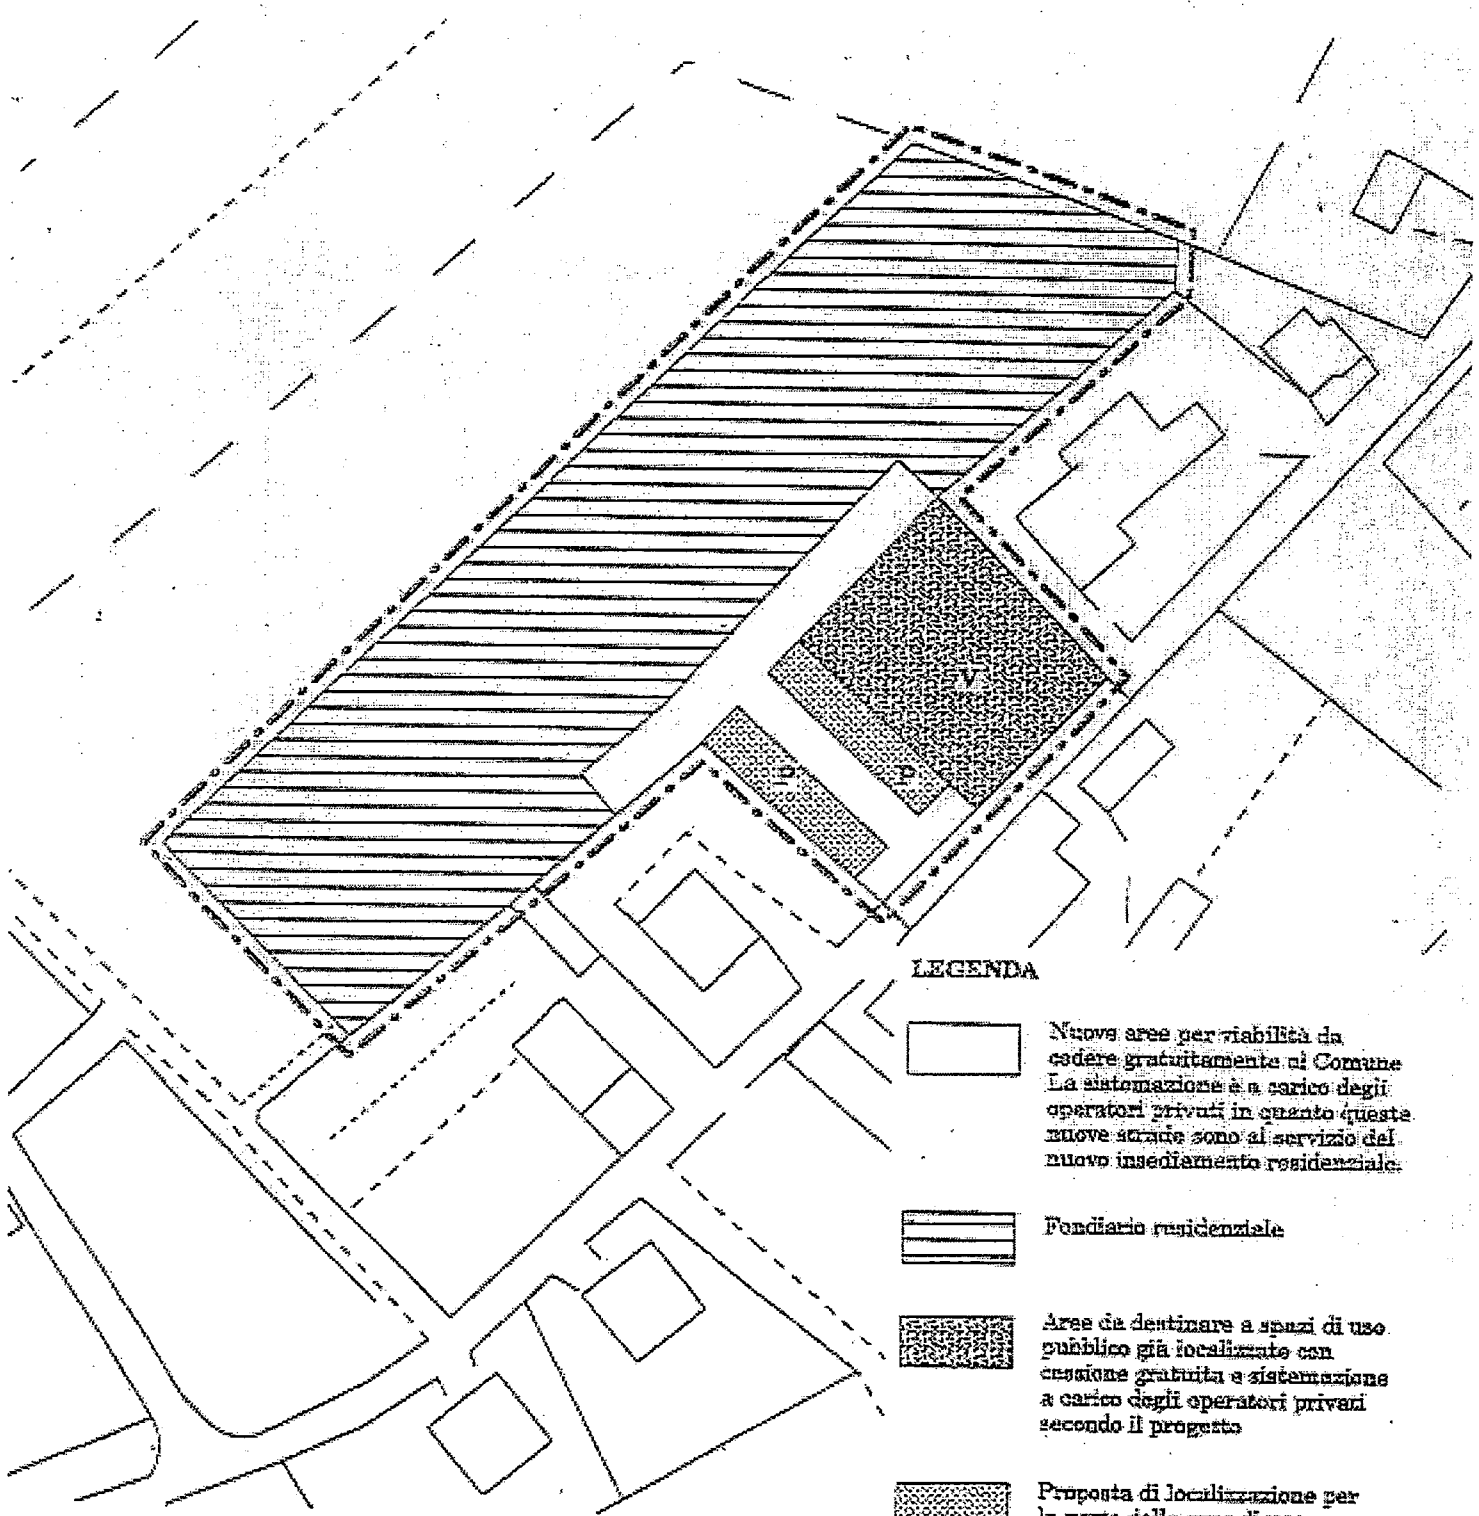 V
P
P
LEGENDA
Nuove aree per viabilità da
cedere gratuitamente al Comune
La sistemazione è a carico degli
operatori privati in quanto queste
nuove strade sono al servizio del
nuovo insediamento residenziale.
Fondiario residenziale
Aree da destinare a spazi di uso
pubblico già localizzate con
cessione gratuita e sistemazione
a carico degli operatori privati
secondo il progetto
Proposta di localizzazione per